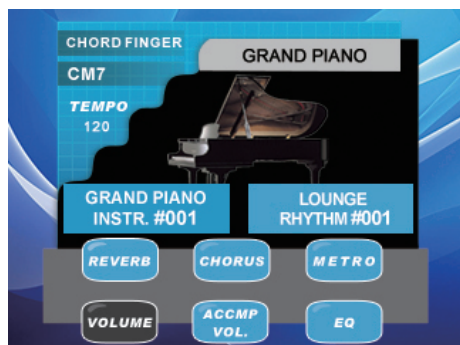 CHORD FINGER
GRAND PIANO
CM7
TEMPO
120
GRAND PIANO
INSTR. #001
LOUNGE
RHYTHM #001
REVERB
CHORUS
METRO
VOLUME
ACCMP
VOL.
EQ